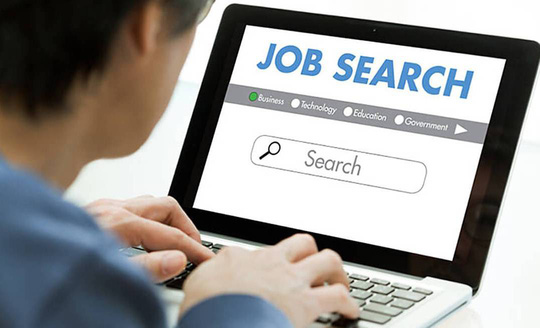 JOB SEARCH
Business Technology Education Government
Search